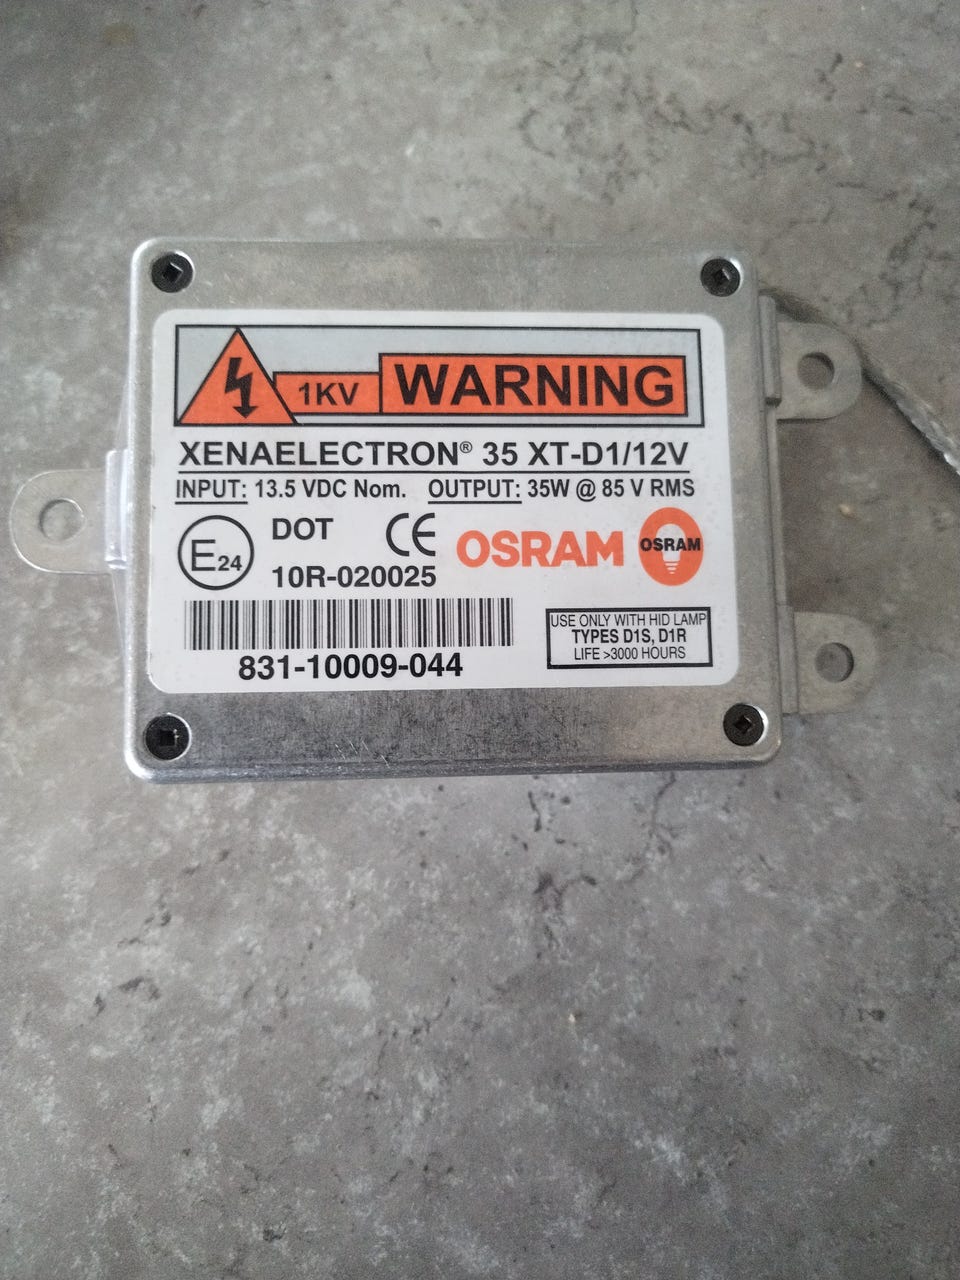 1KV WARNING
XENAELECTRON® 35 XT-D1/12V
INPUT: 13.5 VDC Nom. OUTPUT: 35W @ 85 V RMS
E24 DOT CE OSRAM OSRAM
10R-020025
831-10009-044
USE ONLY WITH HID LAMP
TYPES D1S, D1R
LIFE >3000 HOURS